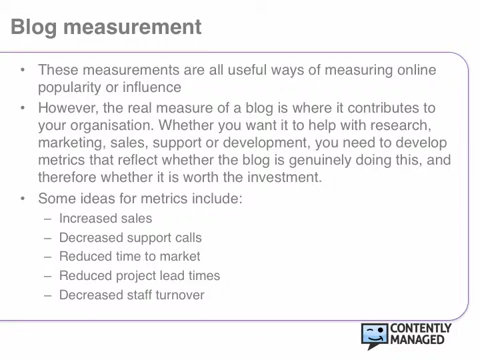 Blog measurement
• These measurements are all useful ways of measuring online
popularity or influence
• However, the real measure of a blog is where it contributes to
your organisation. Whether you want it to help with research,
marketing, sales, support or development, you need to develop
metrics that reflect whether the blog is genuinely doing this, and
therefore whether it is worth the investment.
• Some ideas for metrics include:
– Increased sales
– Decreased support calls
– Reduced time to market
– Reduced project lead times
– Decreased staff turnover
CONTENTLY
MANAGED